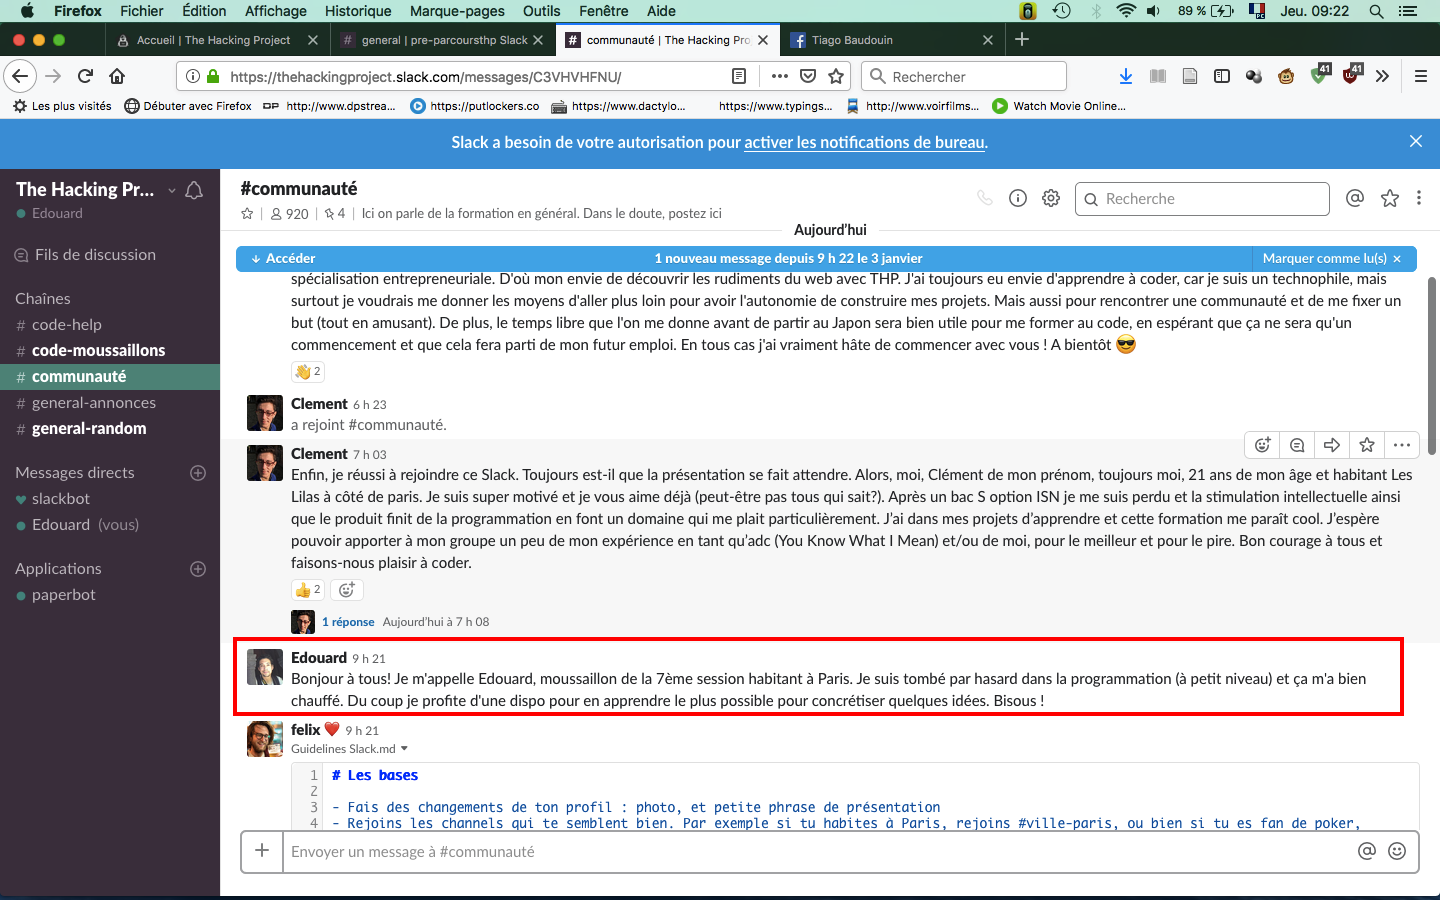 Firefox Fichier Édition Affichage Historique Marque-pages Outils Fenêtre Aide 89 % Jeu. 09:22
Accueil | The Hacking Project
general | pre-parcoursthp Slack
communauté | The Hacking Pro
Tiago Baudouin
https://thehackingproject.slack.com/messages/C3VHVHFNU/
Rechercher
41
41
Les plus visités Débuter avec Firefox DP http://www.dpstrea... https://putlockers.co https://www.dactylo... https://www.typings... http://www.voirfilms... Watch Movie Online...
Slack a besoin de votre autorisation pour activer les notifications de bureau.
The Hacking Pr...
Edouard
Fils de discussion
Chaînes
# code-help
# code-moussaillons
# communauté
# general-annonces
# general-random
Messages directs
slackbot
Edouard (vous)
Applications
paperbot
#communauté
920 | 4 | Ici on parle de la formation en général. Dans le doute, postez ici
Recherche
Aujourd'hui
Accéder 1 nouveau message depuis 9 h 22 le 3 janvier Marquer comme lu(s)
spécialisation entrepreneuriale. D'où mon envie de découvrir les rudiments du web avec THP. J'ai toujours eu envie d'apprendre à coder, car je suis un technophile, mais
surtout je voudrais me donner les moyens d'aller plus loin pour avoir l'autonomie de construire mes projets. Mais aussi pour rencontrer une communauté et de me fixer un
but (tout en amusant). De plus, le temps libre que l'on me donne avant de partir au Japon sera bien utile pour me former au code, en espérant que ça ne sera qu'un
commencement et que cela fera parti de mon futur emploi. En tous cas j'ai vraiment hâte de commencer avec vous ! A bientôt 😎
👋 2
Clement 6 h 23
a rejoint #communauté.
Clement 7 h 03
Enfin, je réussi à rejoindre ce Slack. Toujours est-il que la présentation se fait attendre. Alors, moi, Clément de mon prénom, toujours moi, 21 ans de mon âge et habitant Les
Lilas à côté de paris. Je suis super motivé et je vous aime déjà (peut-être pas tous qui sait?). Après un bac S option ISN je me suis perdu et la stimulation intellectuelle ainsi
que le produit finit de la programmation en font un domaine qui me plait particulièrement. J'ai dans mes projets d'apprendre et cette formation me paraît cool. J'espère
pouvoir apporter à mon groupe un peu de mon expérience en tant qu'adc (You Know What I Mean) et/ou de moi, pour le meilleur et pour le pire. Bon courage à tous et
faisons-nous plaisir à coder.
👍 2
1 réponse Aujourd'hui à 7 h 08
Edouard 9 h 21
Bonjour à tous! Je m'appelle Edouard, moussaillon de la 7ème session habitant à Paris. Je suis tombé par hasard dans la programmation (à petit niveau) et ça m'a bien
chauffé. Du coup je profite d'une dispo pour en apprendre le plus possible pour concrétiser quelques idées. Bisous !
felix ❤️ 9 h 21
Guidelines Slack.md
1 # Les bases
2
3 - Fais des changements de ton profil : photo, et petite phrase de présentation
4 - Rejoins les channels qui te semblent bien. Par exemple si tu habites à Paris, rejoins #ville-paris, ou bien si tu es fan de poker,
Envoyer un message à #communauté